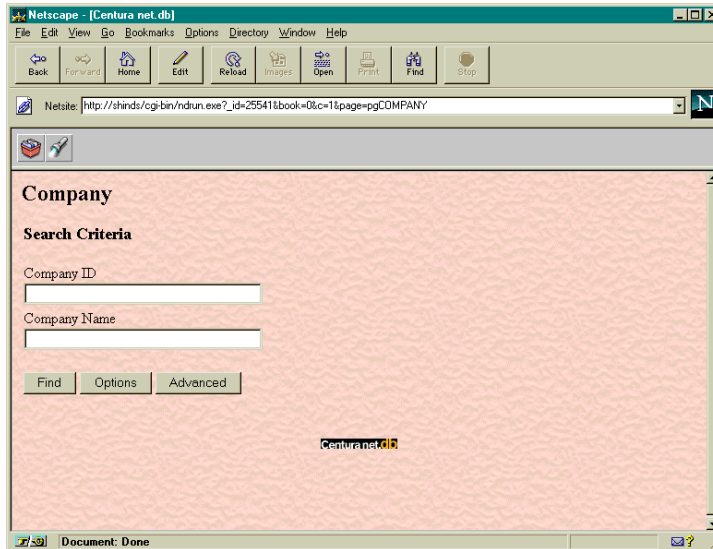 Netscape - [Centura net.db]
File Edit View Go Bookmarks Options Directory Window Help
Back Forward Home Edit Reload Images Open Print Find Stop
Netsite: http://shinds/cgi-bin/ndrun.exe?_id=25541&book=0&c=1&page=pgCOMPANY
N
Company
Search Criteria
Company ID
Company Name
Find Options Advanced
Centura net.db
Document: Done